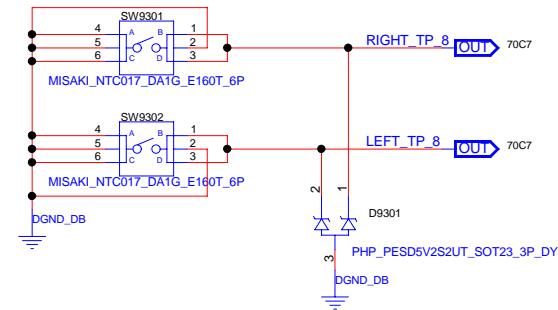 SW9301
4 A B 1
5 2
6 C D 3
MISAKI_NTC017_DA1G_E160T_6P
RIGHT_TP_8 OUT 70C7
SW9302
4 A B 1
5 2
6 C D 3
MISAKI_NTC017_DA1G_E160T_6P
LEFT_TP_8 OUT 70C7
2 1
D9301
DGND_DB
PHP_PESD5V2S2UT_SOT23_3P_DY
3
DGND_DB